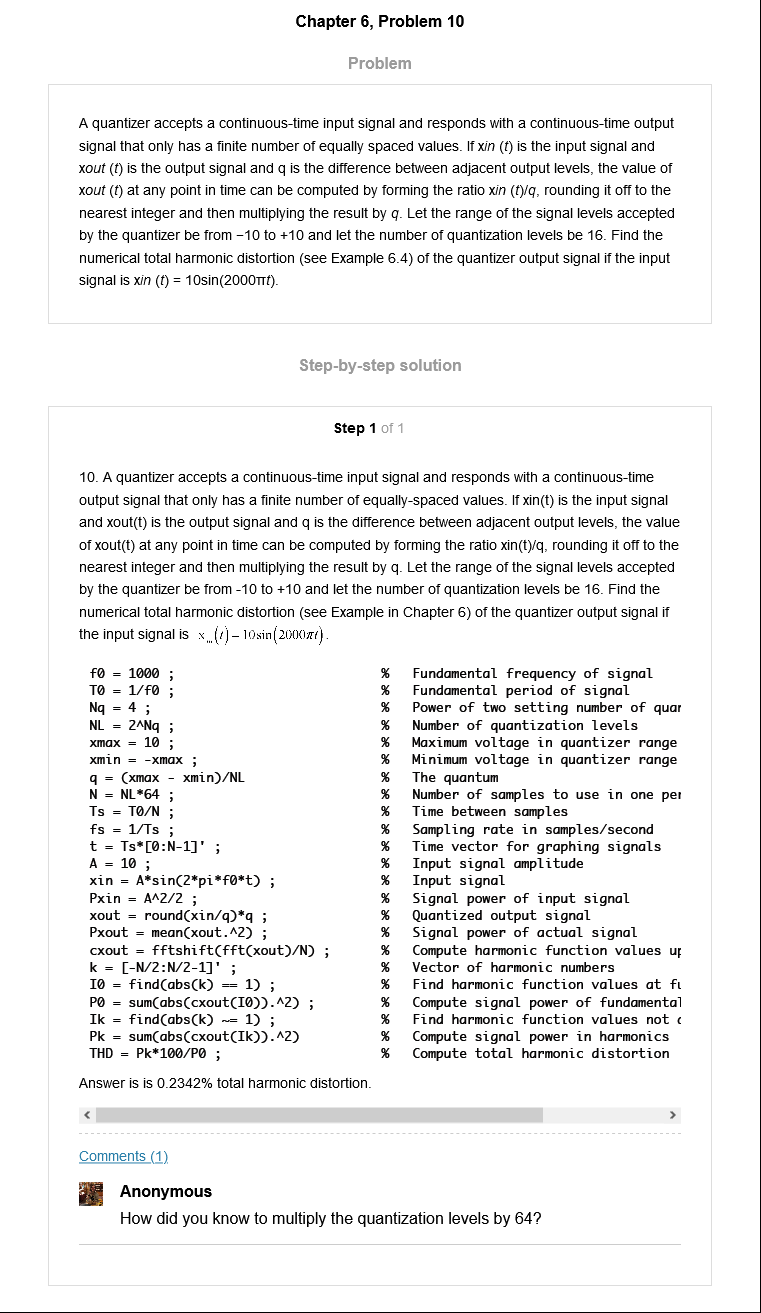 Chapter 6, Problem 10
Problem
A quantizer accepts a continuous-time input signal and responds with a continuous-time output
signal that only has a finite number of equally spaced values. If xin (t) is the input signal and
xout (t) is the output signal and q is the difference between adjacent output levels, the value of
xout (t) at any point in time can be computed by forming the ratio xin (t)/q, rounding it off to the
nearest integer and then multiplying the result by q. Let the range of the signal levels accepted
by the quantizer be from −10 to +10 and let the number of quantization levels be 16. Find the
numerical total harmonic distortion (see Example 6.4) of the quantizer output signal if the input
signal is xin (t) = 10sin(2000πt).
Step-by-step solution
Step 1 of 1
10. A quantizer accepts a continuous-time input signal and responds with a continuous-time
output signal that only has a finite number of equally-spaced values. If xin(t) is the input signal
and xout(t) is the output signal and q is the difference between adjacent output levels, the value
of xout(t) at any point in time can be computed by forming the ratio xin(t)/q, rounding it off to the
nearest integer and then multiplying the result by q. Let the range of the signal levels accepted
by the quantizer be from -10 to +10 and let the number of quantization levels be 16. Find the
numerical total harmonic distortion (see Example in Chapter 6) of the quantizer output signal if
the input signal is x (t) = 10sin(2000πt).
f0 = 1000 ; % Fundamental frequency of signal
T0 = 1/f0 ; % Fundamental period of signal
Nq = 4 ; % Power of two setting number of quar
NL = 2^Nq ; % Number of quantization levels
xmax = 10 ; % Maximum voltage in quantizer range
xmin = -xmax ; % Minimum voltage in quantizer range
q = (xmax - xmin)/NL % The quantum
N = NL*64 ; % Number of samples to use in one per
Ts = T0/N ; % Time between samples
fs = 1/Ts ; % Sampling rate in samples/second
t = Ts*[0:N-1]' ; % Time vector for graphing signals
A = 10 ; % Input signal amplitude
xin = A*sin(2*pi*f0*t) ; % Input signal
Pxin = A^2/2 ; % Signal power of input signal
xout = round(xin/q)*q ; % Quantized output signal
Pxout = mean(xout.^2) ; % Signal power of actual signal
cxout = fftshift(fft(xout)/N) ; % Compute harmonic function values up
k = [-N/2:N/2-1]' ; % Vector of harmonic numbers
I0 = find(abs(k) == 1) ; % Find harmonic function values at fu
P0 = sum(abs(cxout(I0)).^2) ; % Compute signal power of fundamental
Ik = find(abs(k) ~= 1) ; % Find harmonic function values not
Pk = sum(abs(cxout(Ik)).^2) % Compute signal power in harmonics
THD = Pk*100/P0 ; % Compute total harmonic distortion
Answer is is 0.2342% total harmonic distortion.
Comments (1)
Anonymous
How did you know to multiply the quantization levels by 64?